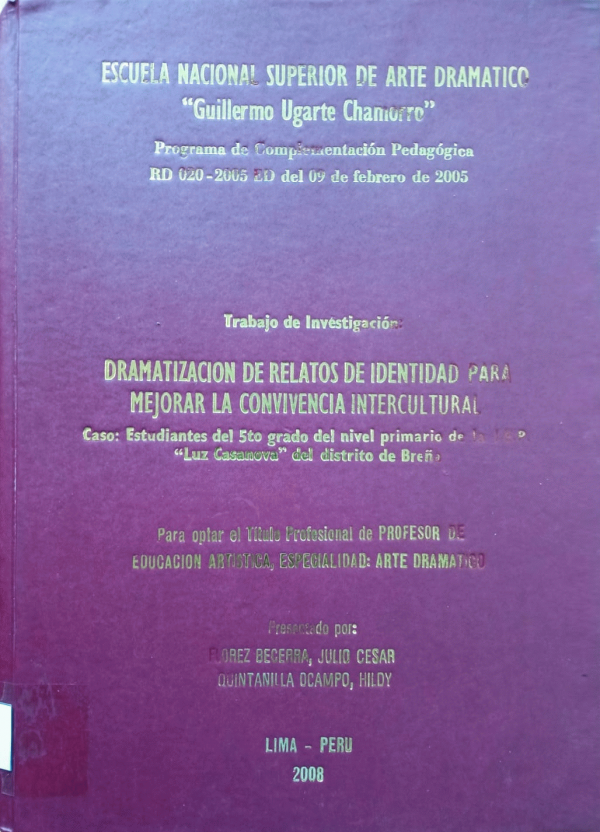 ESCUELA NACIONAL SUPERIOR DE ARTE DRAMATICO
"Guillermo Ugarte Chamorro"
Programa de Complementación Pedagógica
RD 020-2005 ED del 09 de febrero de 2005
Trabajo de Investigación:
DRAMATIZACION DE RELATOS DE IDENTIDAD PARA
MEJORAR LA CONVIVENCIA INTERCULTURAL
Caso: Estudiantes del 5to grado del nivel primario de la
"Luz Casanova" del distrito de Breña
Para optar el Título Profesional de PROFESOR DE
EDUCACION ARTISTICA, ESPECIALIDAD: ARTE DRAMATICO
Presentado por:
FLOREZ BECERRA, JULIO CESAR
QUINTANILLA OCAMPO, HILDY
LIMA - PERU
2008